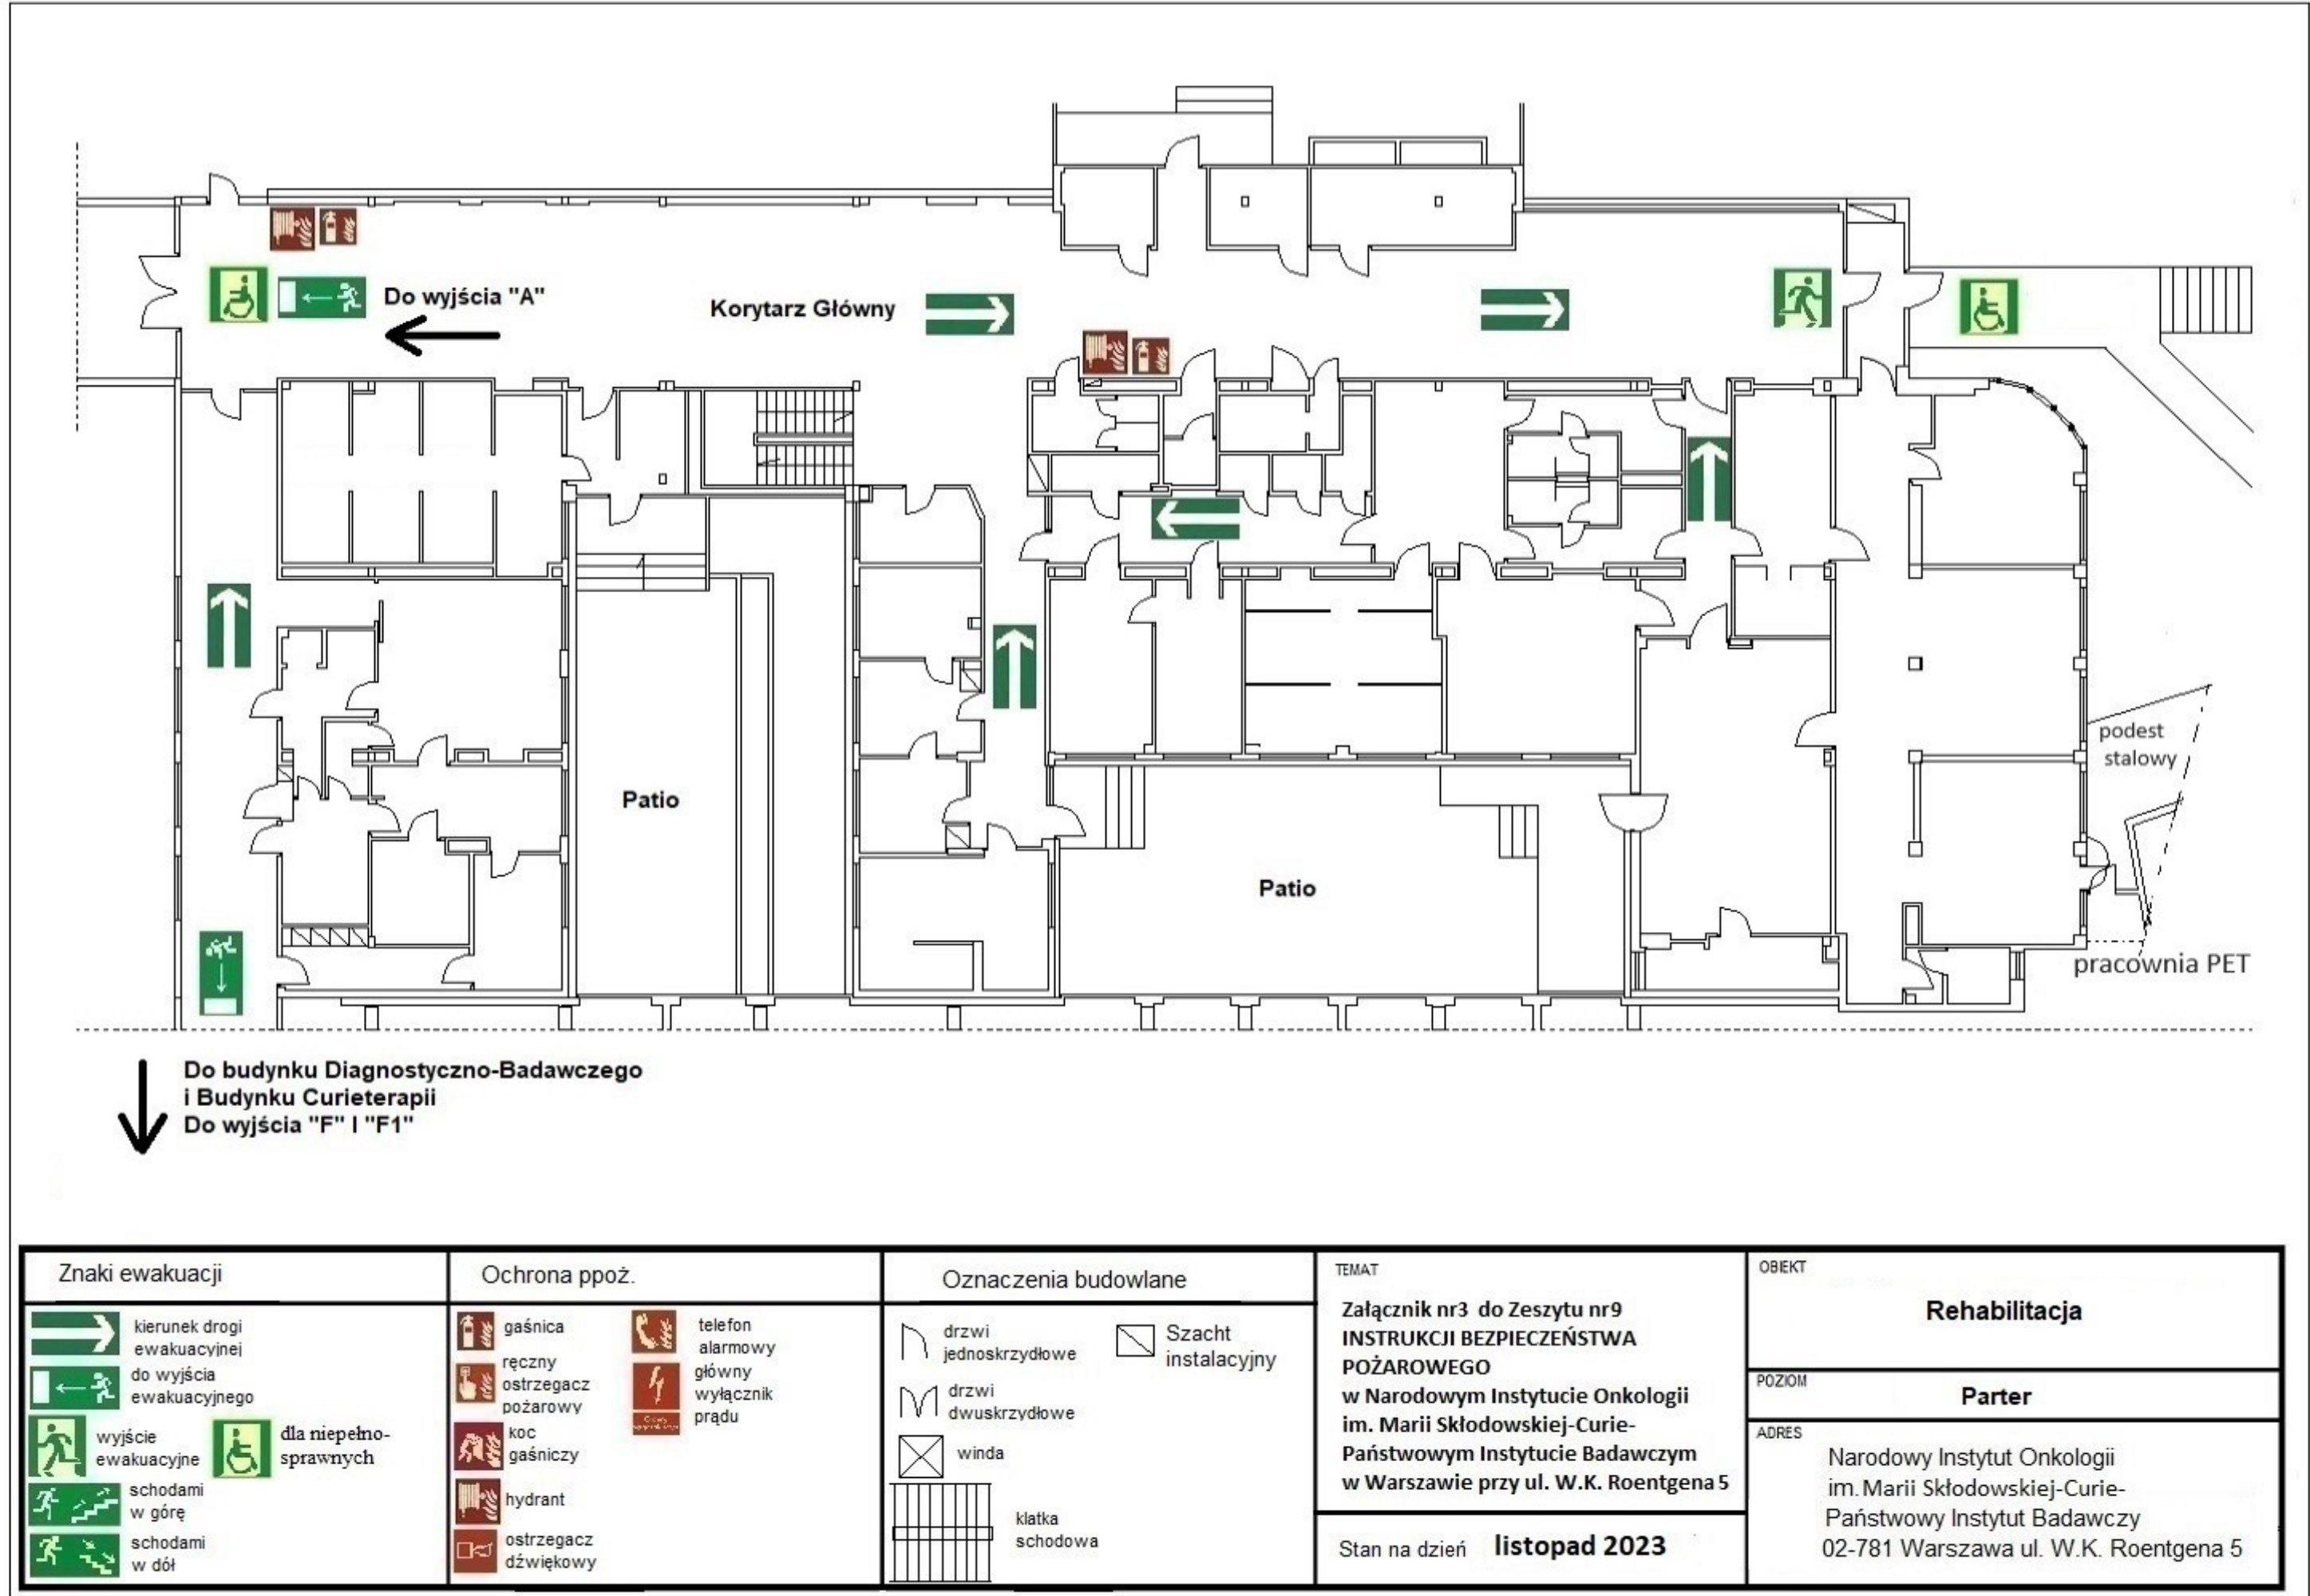 Do wyjścia "A"
Korytarz Główny
podest
stalowy
Patio
Patio
pracownia PET
Do budynku Diagnostyczno-Badawczego
i Budynku Curieterapii
Do wyjścia "F" I "F1"
Znaki ewakuacji
kierunek drogi
ewakuacyjnej
do wyjścia
ewakuacyjnego
wyjście
ewakuacyjne
dla niepełno-
sprawnych
schodami
w górę
schodami
w dół
Ochrona ppoż.
gaśnica
ręczny
ostrzegacz
pożarowy
koc
gaśniczy
hydrant
ostrzegacz
dźwiękowy
telefon
alarmowy
główny
wyłącznik
prądu
Oznaczenia budowlane
drzwi
jednoskrzydłowe
drzwi
dwuskrzydłowe
winda
klatka
schodowa
Szacht
instalacyjny
TEMAT
Załącznik nr3 do Zeszytu nr9
INSTRUKCJI BEZPIECZEŃSTWA
POŻAROWEGO
w Narodowym Instytucie Onkologii
im. Marii Skłodowskiej-Curie-
Państwowym Instytucie Badawczym
w Warszawie przy ul. W.K. Roentgena 5
Stan na dzień listopad 2023
OBIEKT
Rehabilitacja
POZIOM
Parter
ADRES
Narodowy Instytut Onkologii
im. Marii Skłodowskiej-Curie-
Państwowy Instytut Badawczy
02-781 Warszawa ul. W.K. Roentgena 5